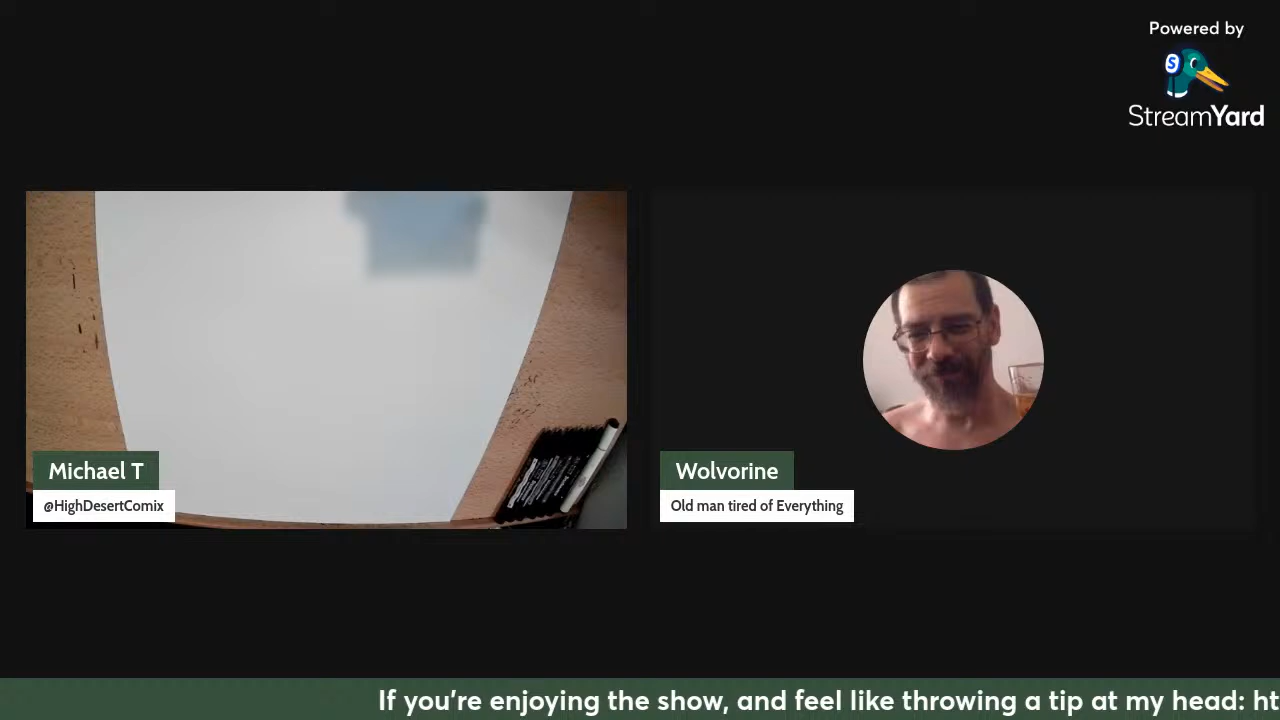 Powered by
S
StreamYard
Michael T
@HighDesertComix
Wolvorine
Old man tired of Everything
If you're enjoying the show, and feel like throwing a tip at my head: ht